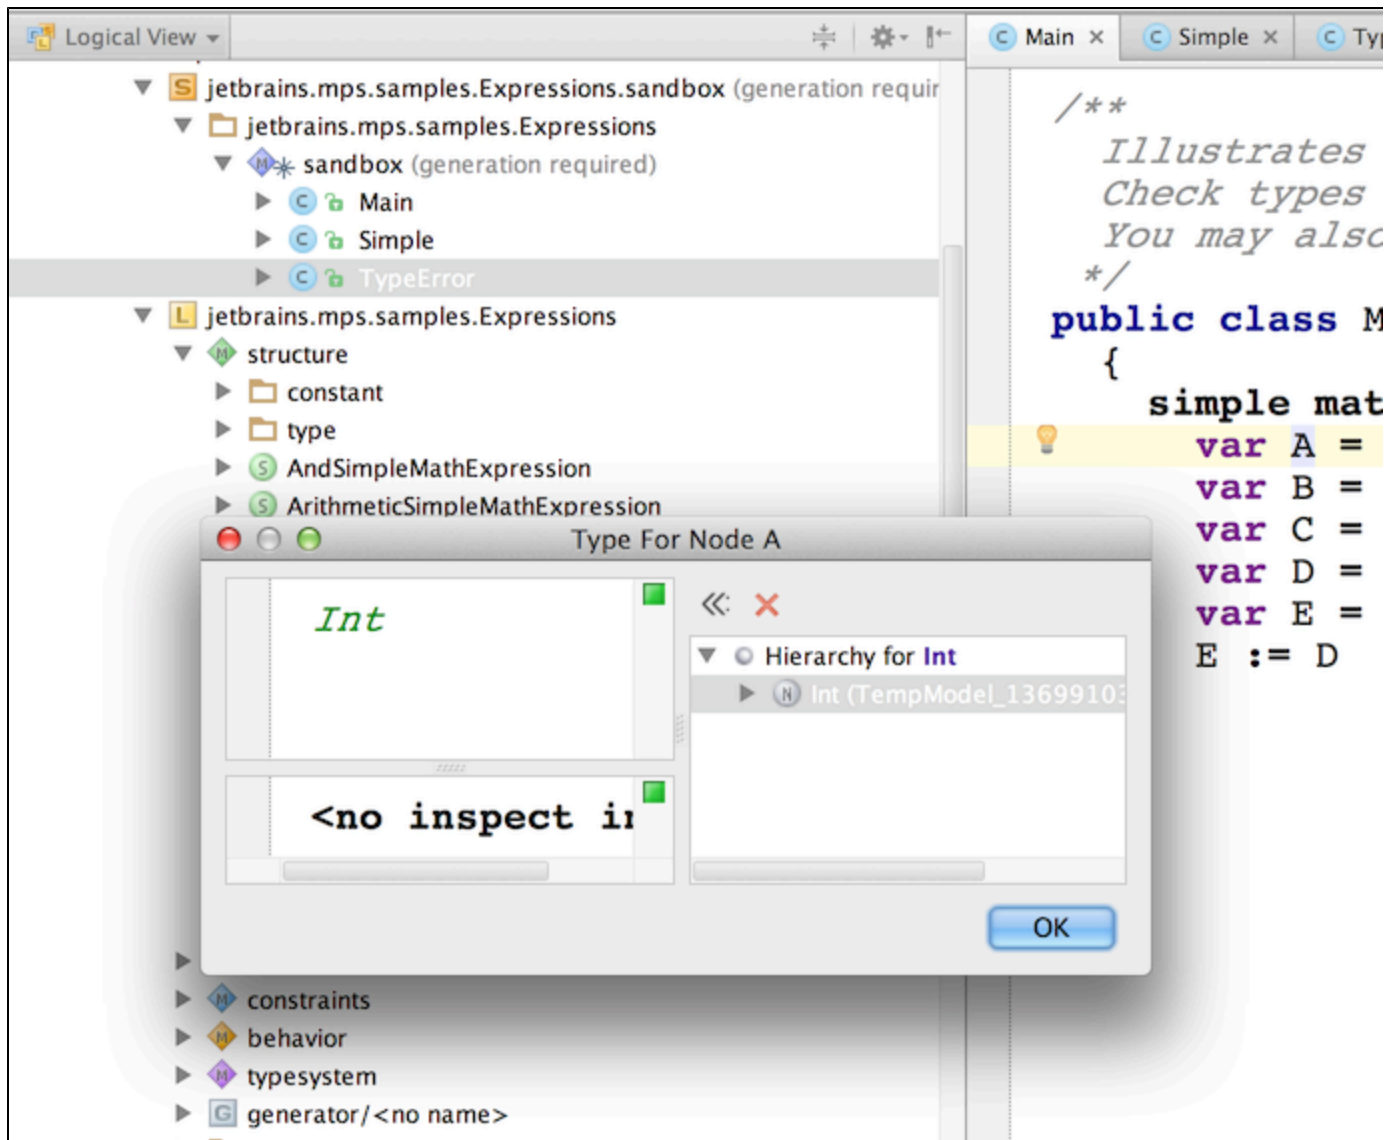 Logical View
jetbrains.mps.samples.Expressions.sandbox (generation requir
jetbrains.mps.samples.Expressions
sandbox (generation required)
Main
Simple
TypeError
jetbrains.mps.samples.Expressions
structure
constant
type
AndSimpleMathExpression
ArithmeticSimpleMathExpression
constraints
behavior
typesystem
generator/<no name>
Main
Simple
Typ
/**
Illustrates
Check types
You may also
*/
public class M
{
simple mat
var A =
var B =
var C =
var D =
var E =
E := D
Type For Node A
Int
<no inspect in
Hierarchy for Int
Int (TempModel_13699103
OK